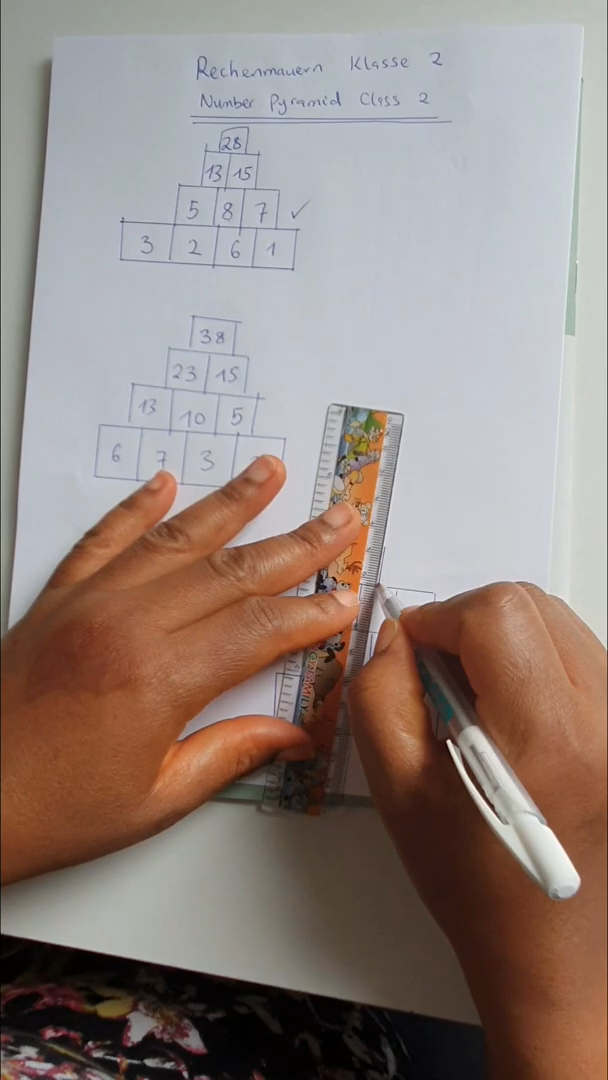 Rechenmauern Klasse 2
Number Pyramid Class 2
28
13 15
5 8 7 ✓
3 2 6 1
38
23 15
13 10 5
6 7 3